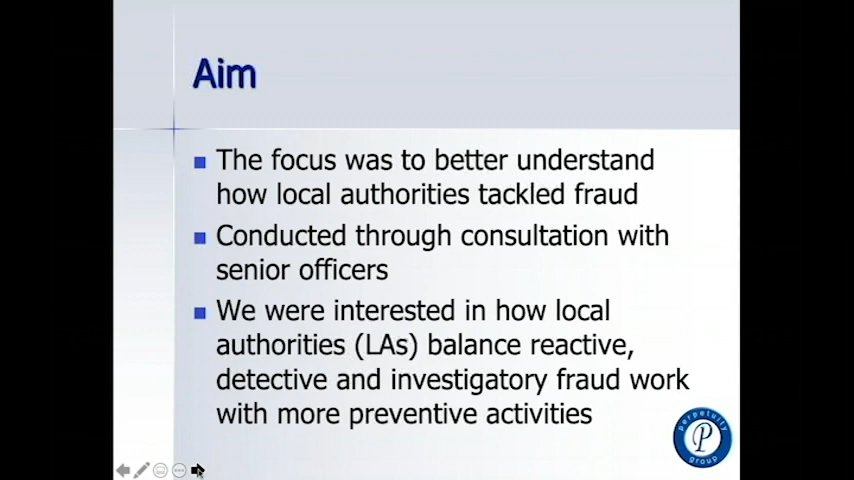 Aim
The focus was to better understand
how local authorities tackled fraud
Conducted through consultation with
senior officers
We were interested in how local
authorities (LAs) balance reactive,
detective and investigatory fraud work
with more preventive activities
perpetuity
P
group